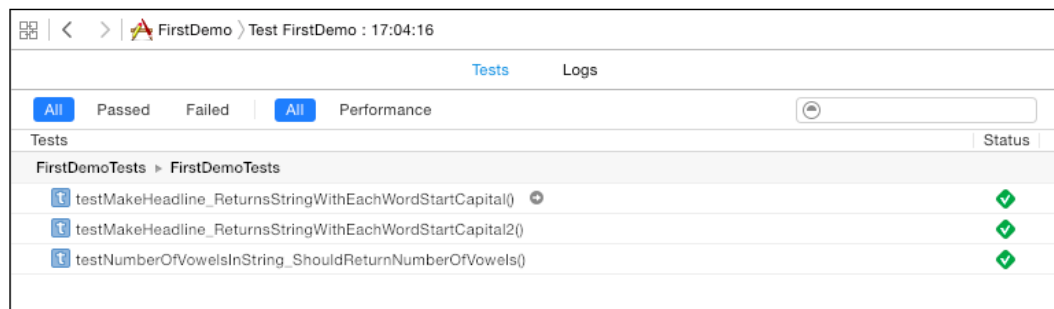 FirstDemo 〉Test FirstDemo : 17:04:16
Tests Logs
All Passed Failed All Performance
Tests Status
FirstDemoTests ▸ FirstDemoTests
t testMakeHeadline_ReturnsStringWithEachWordStartCapital()
t testMakeHeadline_ReturnsStringWithEachWordStartCapital2()
t testNumberOfVowelsInString_ShouldReturnNumberOfVowels()